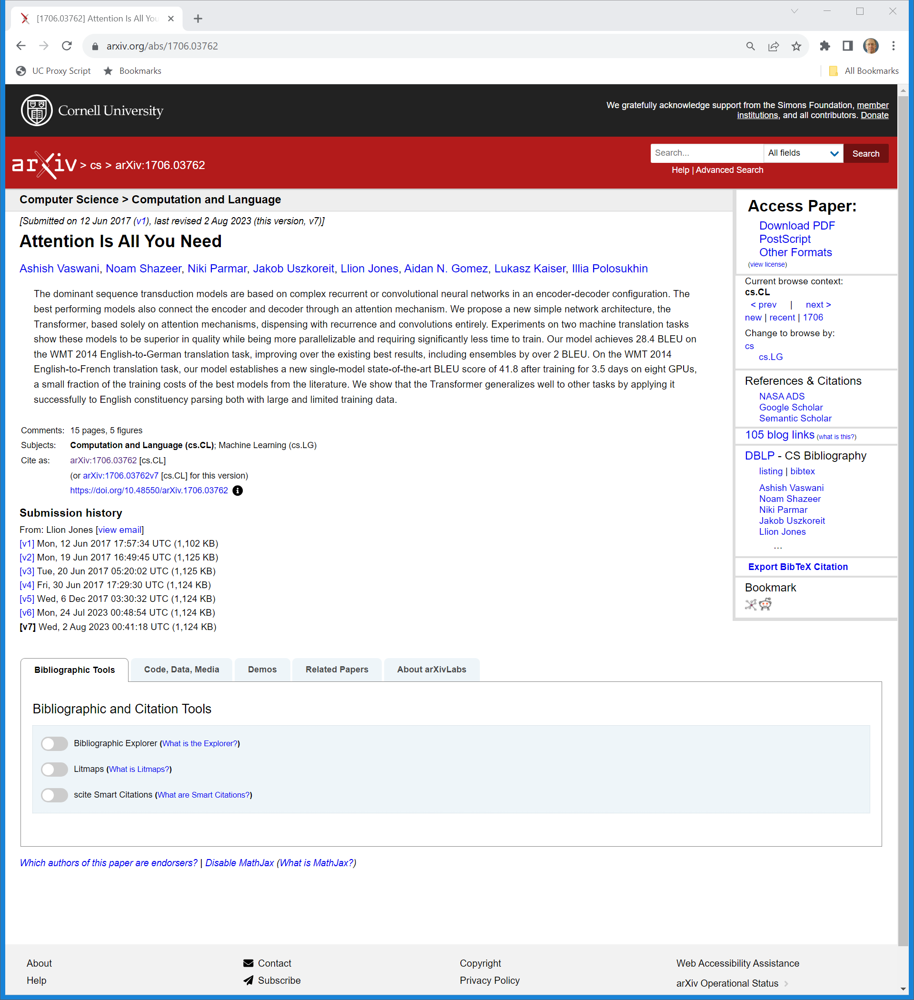 [1706.03762] Attention Is All You
arxiv.org/abs/1706.03762
UC Proxy Script Bookmarks All Bookmarks
Cornell University
We gratefully acknowledge support from the Simons Foundation, member
institutions, and all contributors. Donate
arXiv > cs > arXiv:1706.03762
Search... All fields Search
Help | Advanced Search
Computer Science > Computation and Language
[Submitted on 12 Jun 2017 (v1), last revised 2 Aug 2023 (this version, v7)]
Attention Is All You Need
Ashish Vaswani, Noam Shazeer, Niki Parmar, Jakob Uszkoreit, Llion Jones, Aidan N. Gomez, Lukasz Kaiser, Illia Polosukhin
The dominant sequence transduction models are based on complex recurrent or convolutional neural networks in an encoder-decoder configuration. The
best performing models also connect the encoder and decoder through an attention mechanism. We propose a new simple network architecture, the
Transformer, based solely on attention mechanisms, dispensing with recurrence and convolutions entirely. Experiments on two machine translation tasks
show these models to be superior in quality while being more parallelizable and requiring significantly less time to train. Our model achieves 28.4 BLEU on
the WMT 2014 English-to-German translation task, improving over the existing best results, including ensembles by over 2 BLEU. On the WMT 2014
English-to-French translation task, our model establishes a new single-model state-of-the-art BLEU score of 41.8 after training for 3.5 days on eight GPUs,
a small fraction of the training costs of the best models from the literature. We show that the Transformer generalizes well to other tasks by applying it
successfully to English constituency parsing both with large and limited training data.
Comments: 15 pages, 5 figures
Subjects: Computation and Language (cs.CL); Machine Learning (cs.LG)
Cite as: arXiv:1706.03762 [cs.CL]
(or arXiv:1706.03762v7 [cs.CL] for this version)
https://doi.org/10.48550/arXiv.1706.03762
Submission history
From: Llion Jones [view email]
[v1] Mon, 12 Jun 2017 17:57:34 UTC (1,102 KB)
[v2] Mon, 19 Jun 2017 16:49:45 UTC (1,125 KB)
[v3] Tue, 20 Jun 2017 05:20:02 UTC (1,125 KB)
[v4] Fri, 30 Jun 2017 17:29:30 UTC (1,124 KB)
[v5] Wed, 6 Dec 2017 03:30:32 UTC (1,124 KB)
[v6] Mon, 24 Jul 2023 00:48:54 UTC (1,124 KB)
[v7] Wed, 2 Aug 2023 00:41:18 UTC (1,124 KB)
Access Paper:
Download PDF
PostScript
Other Formats
(view license)
Current browse context:
cs.CL
< prev | next >
new | recent | 1706
Change to browse by:
cs
cs.LG
References & Citations
NASA ADS
Google Scholar
Semantic Scholar
105 blog links (what is this?)
DBLP - CS Bibliography
listing | bibtex
Ashish Vaswani
Noam Shazeer
Niki Parmar
Jakob Uszkoreit
Llion Jones
...
Export BibTeX Citation
Bookmark
Bibliographic Tools Code, Data, Media Demos Related Papers About arXivLabs
Bibliographic and Citation Tools
Bibliographic Explorer (What is the Explorer?)
Litmaps (What is Litmaps?)
scite Smart Citations (What are Smart Citations?)
Which authors of this paper are endorsers? | Disable MathJax (What is MathJax?)
About Contact Copyright Web Accessibility Assistance
Help Subscribe Privacy Policy arXiv Operational Status >